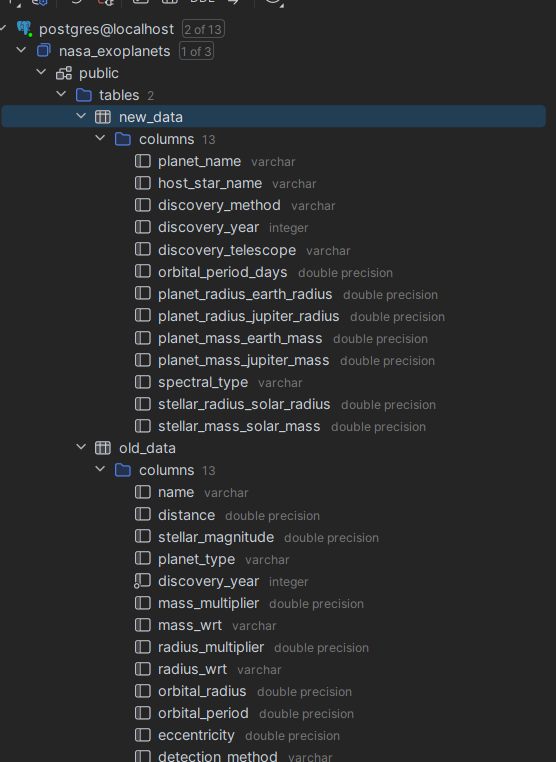 postgres@localhost 2 of 13
nasa_exoplanets 1 of 3
public
tables 2
new_data
columns 13
planet_name varchar
host_star_name varchar
discovery_method varchar
discovery_year integer
discovery_telescope varchar
orbital_period_days double precision
planet_radius_earth_radius double precision
planet_radius_jupiter_radius double precision
planet_mass_earth_mass double precision
planet_mass_jupiter_mass double precision
spectral_type varchar
stellar_radius_solar_radius double precision
stellar_mass_solar_mass double precision
old_data
columns 13
name varchar
distance double precision
stellar_magnitude double precision
planet_type varchar
discovery_year integer
mass_multiplier double precision
mass_wrt varchar
radius_multiplier double precision
radius_wrt varchar
orbital_radius double precision
orbital_period double precision
eccentricity double precision
detection_method varchar